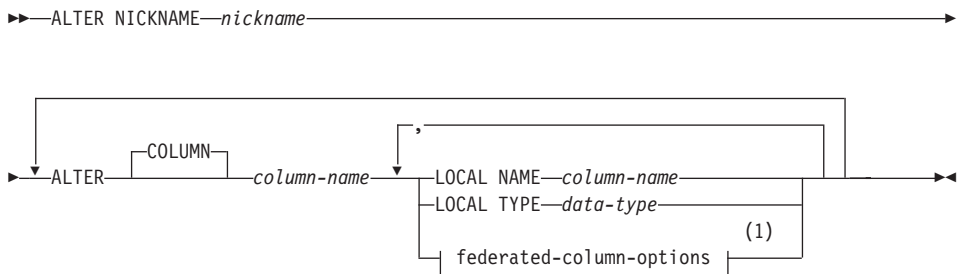 ALTER NICKNAME nickname
,
COLUMN
ALTER column-name LOCAL NAME column-name
LOCAL TYPE data-type
(1)
federated-column-options